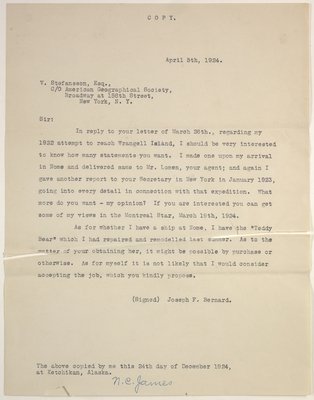 COPY.
April 5th, 1924.
V. Stefansson, Esq.,
C/O American Geographical Society,
Broadway at 156th Street,
New York, N. Y.
Sir:
In reply to your letter of March 26th. regarding my
1922 attempt to reach Wrangell Island, I should be very interested
to know how many statements you want. I made one upon my arrival
in Nome and delivered same to Mr. Lomen, your agent; and again I
gave another report to your Secretary in New York in January 1923,
going into every detail in connection with that expedition. What
more do you want - my opinion? If you are interested you can get
some of my views in the Montreal Star, March 19th, 1924.
As for whether I have a ship at Nome, I have the "Teddy
Bear" which I had repaired and remodelled last summer. As to the
matter of your obtaining her, it might be possible by purchase or
otherwise. As for myself it is not likely that I would consider
accepting the job, which you kindly propose.
(Signed) Joseph F. Bernard.
The above copied by me this 24th day of December 1924,
at Ketchikan, Alaska.
N.C. James